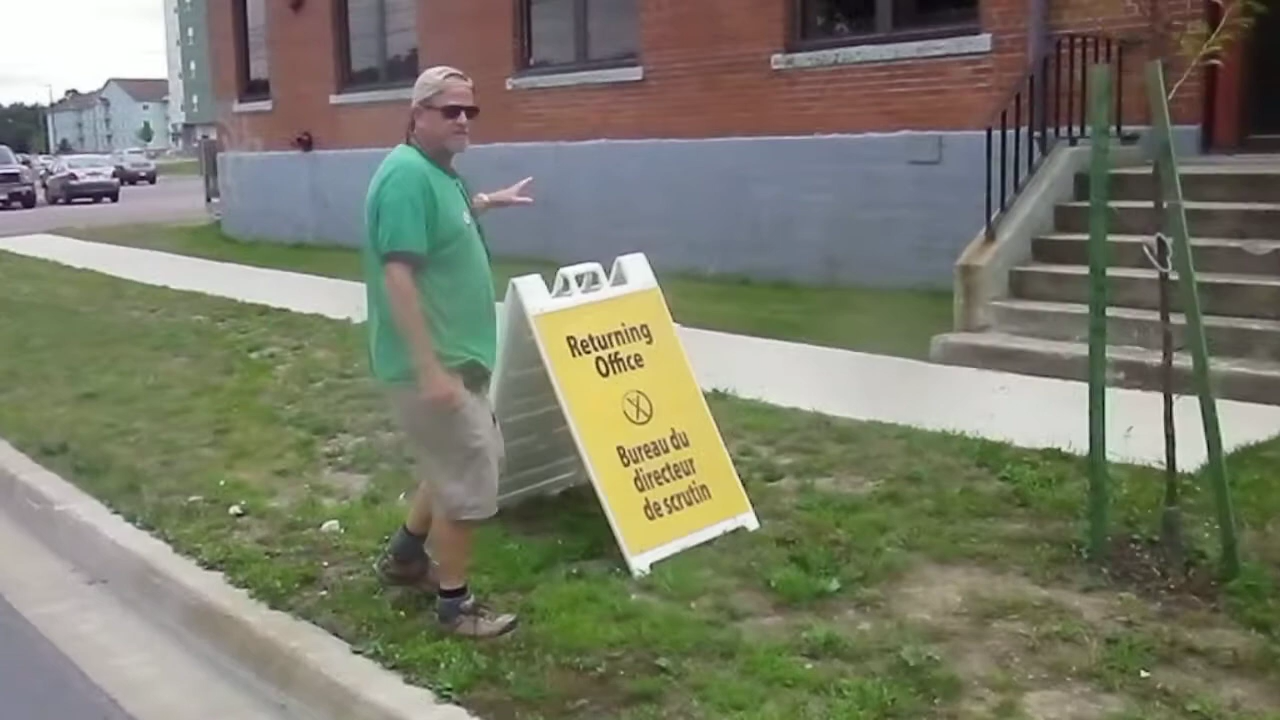 Returning
Office
Bureau du
directeur
de scrutin